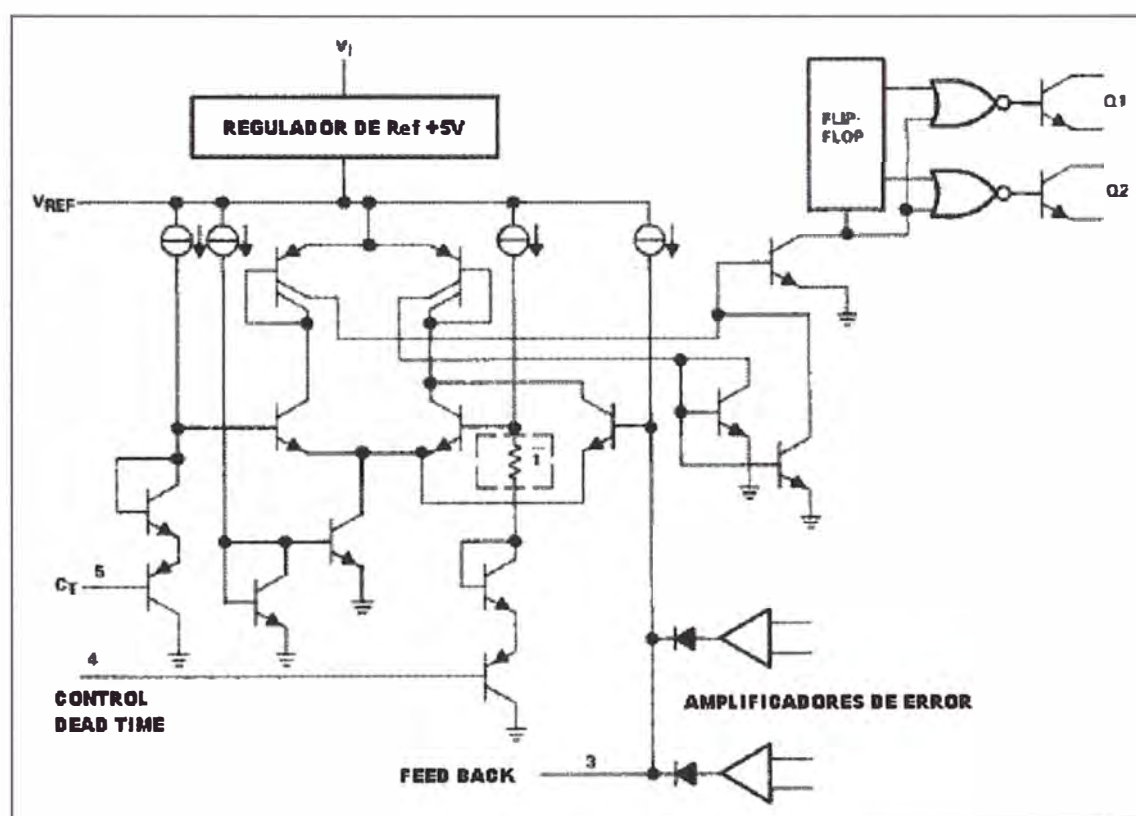 VI
REGULADOR DE Ref +5V
VREF
FLIP-
FLOP
Q1
Q2
CT
5
4
CONTROL
DEAD TIME
AMPLIFICADORES DE ERROR
FEED BACK
3